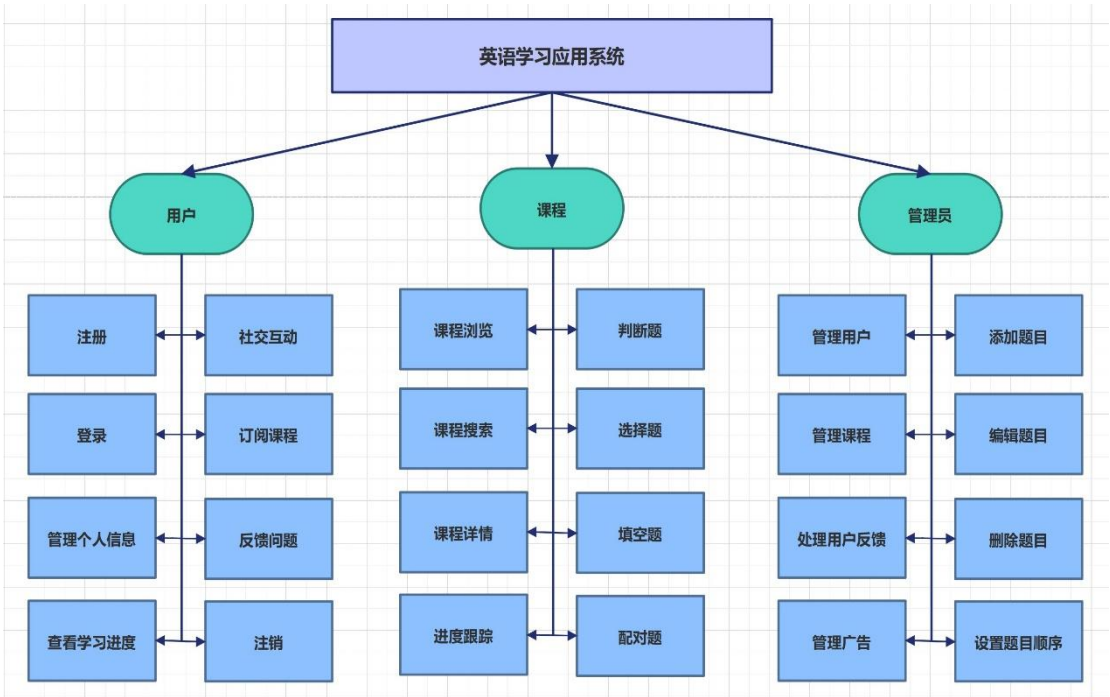 英语学习应用系统
用户
课程
管理员
注册
社交互动
登录
订阅课程
管理个人信息
反馈问题
查看学习进度
注销
课程浏览
判断题
课程搜索
选择题
课程详情
填空题
进度跟踪
配对题
管理用户
添加题目
管理课程
编辑题目
处理用户反馈
删除题目
管理广告
设置题目顺序